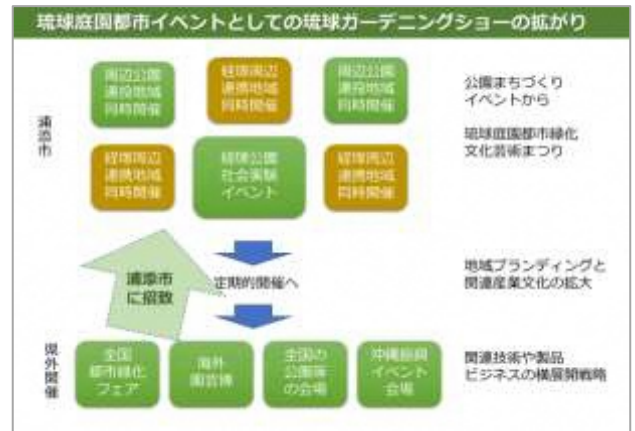 琉球庭園都市イベントとしての琉球ガーデニングショーの拡がり
周辺公園
連携地域
同時開催
経塚周辺
連携地域
同時開催
周辺公園
連携地域
同時開催
公園まちづくり
イベントから
浦添市
琉球庭園都市緑化
文化芸術まつり
経塚周辺
連携地域
同時開催
経塚公園
社会実験
イベント
経塚周辺
連携地域
同時開催
浦添市
に招致
定期的開催へ
地域ブランディングと
関連産業文化の拡大
県外開催
全国
都市緑化
フェア
海外
園芸博
全国の
公園等
の会場
沖縄振興
イベント
会場
関連技術や製品
ビジネスの横展開戦略